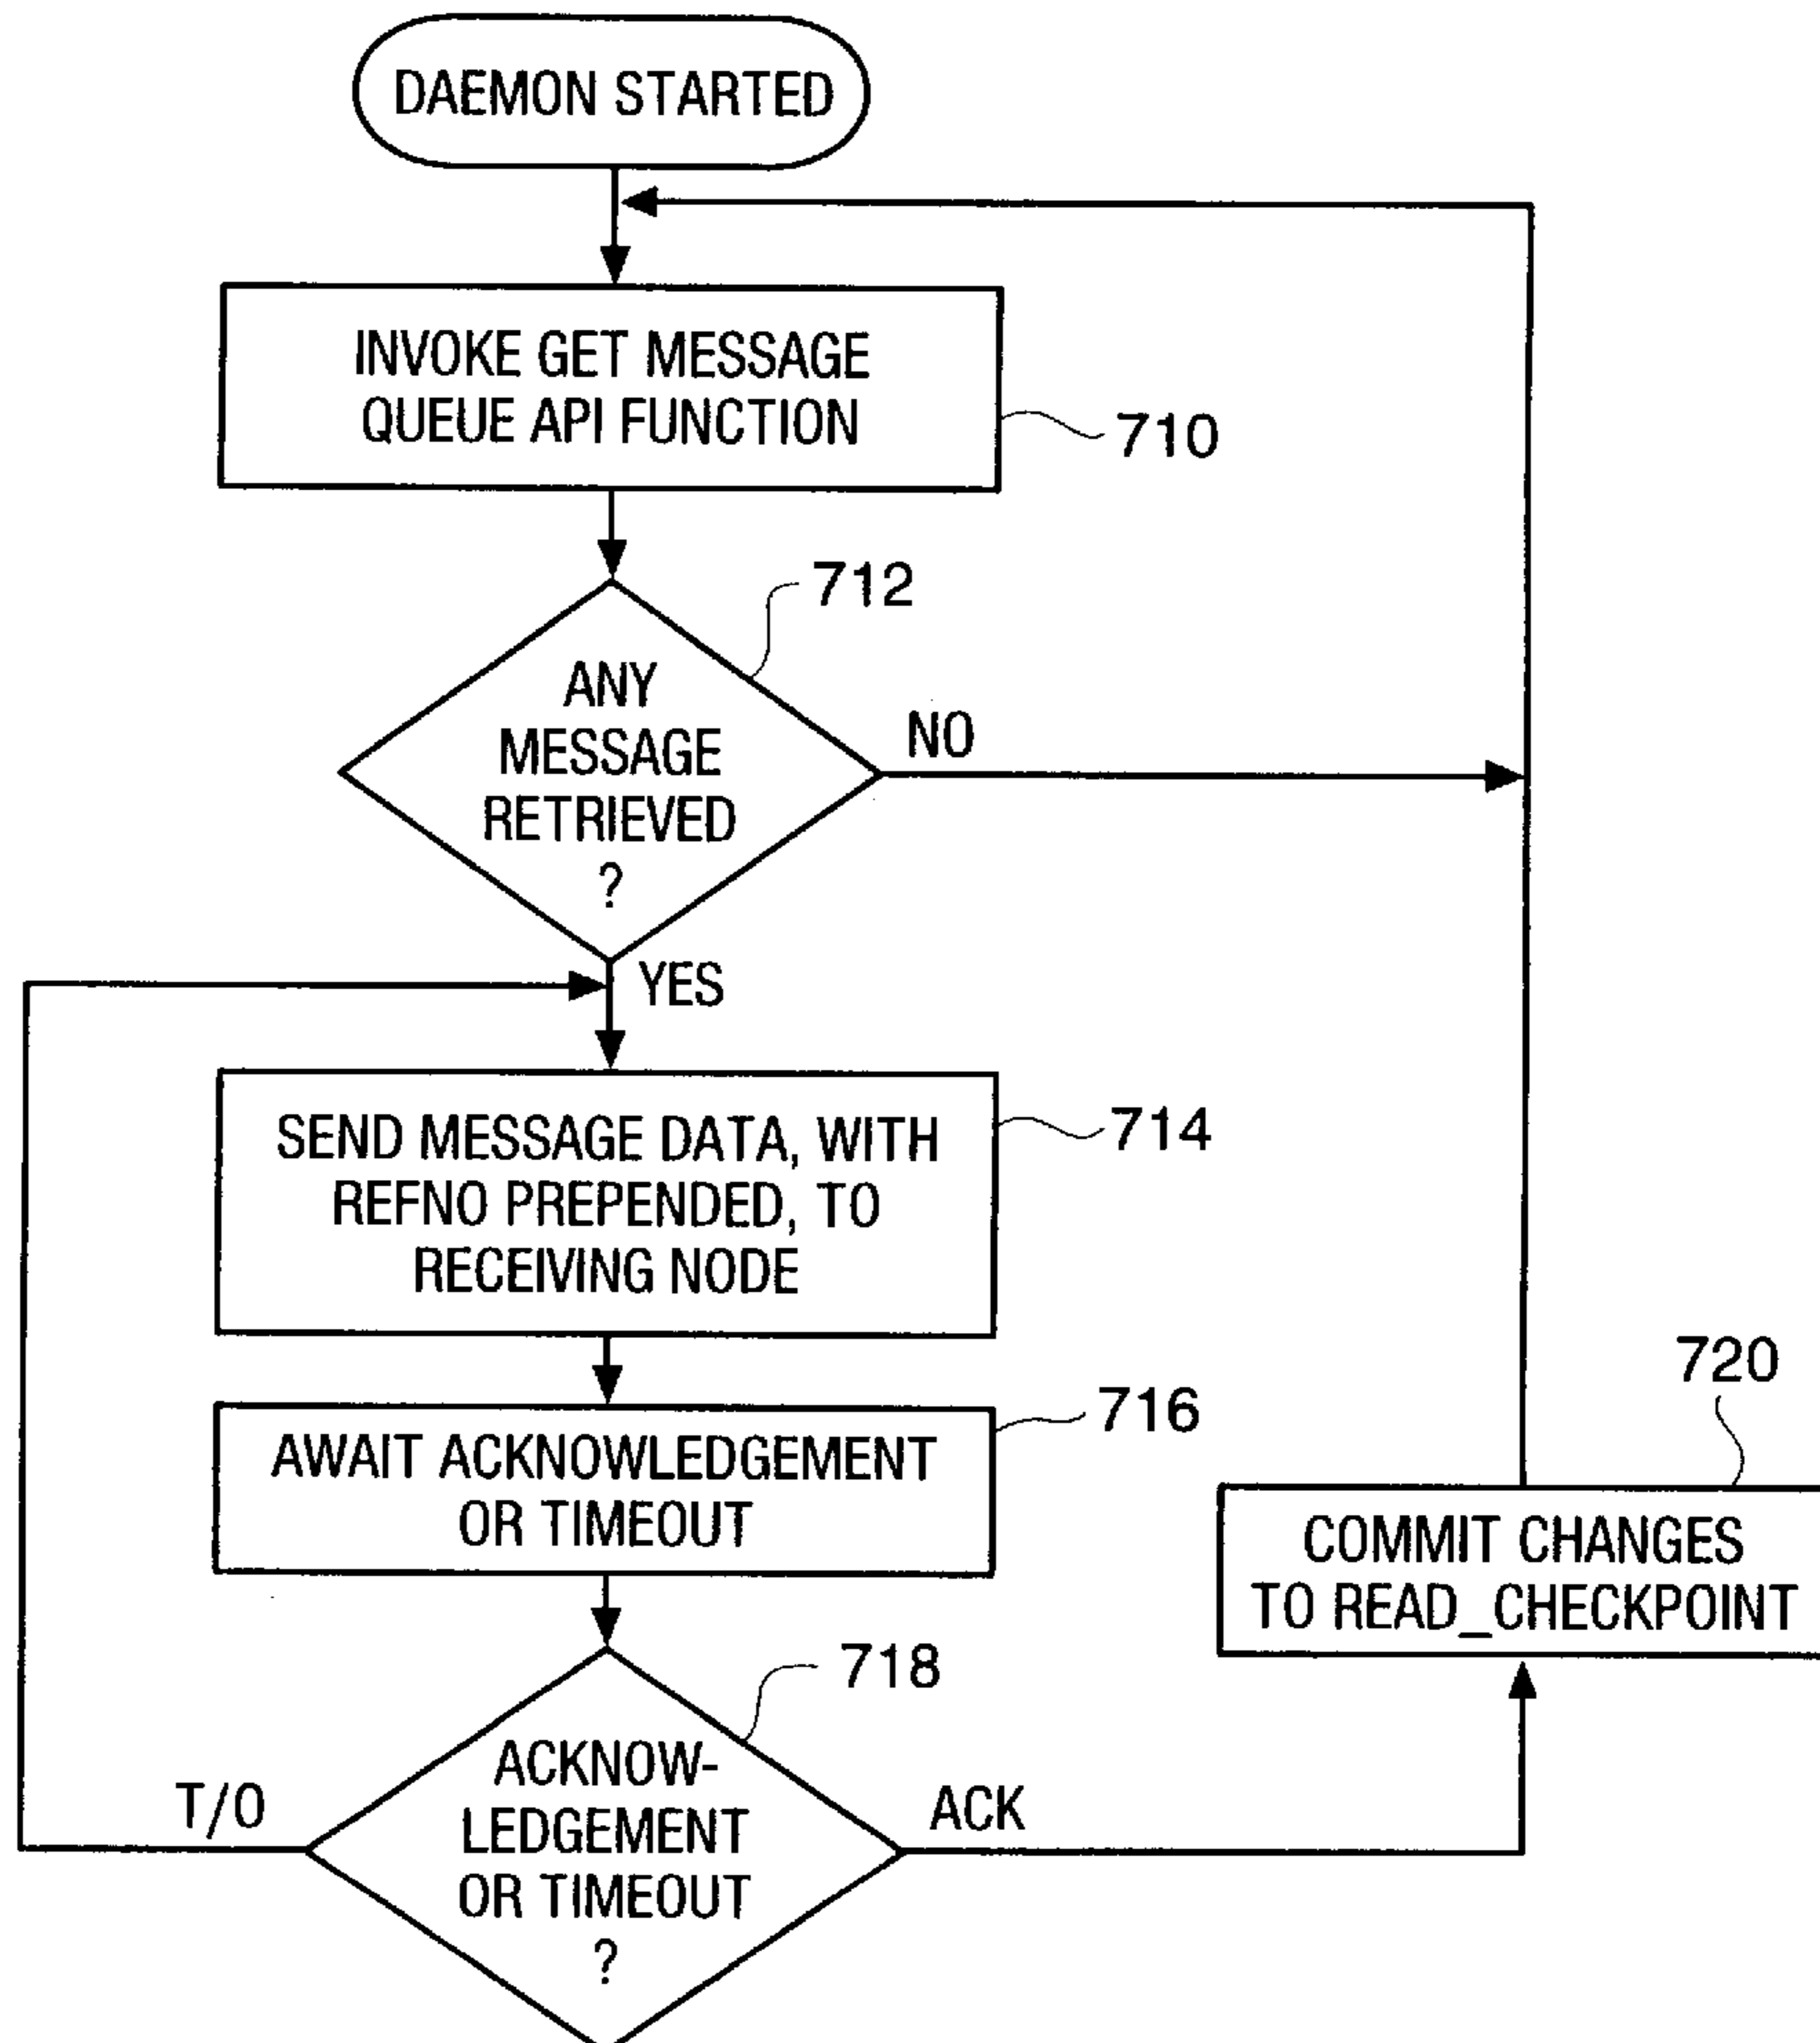 DAEMON STARTED
INVOKE GET MESSAGE
QUEUE API FUNCTION
710
712
ANY
MESSAGE
RETRIEVED
?
NO
YES
SEND MESSAGE DATA, WITH
REFNO PREPENDED, TO
RECEIVING NODE
714
AWAIT ACKNOWLEDGEMENT
OR TIMEOUT
716
720
COMMIT CHANGES
TO READ_CHECKPOINT
718
ACKNOW-
LEDGEMENT
OR TIMEOUT
?
T/O
ACK